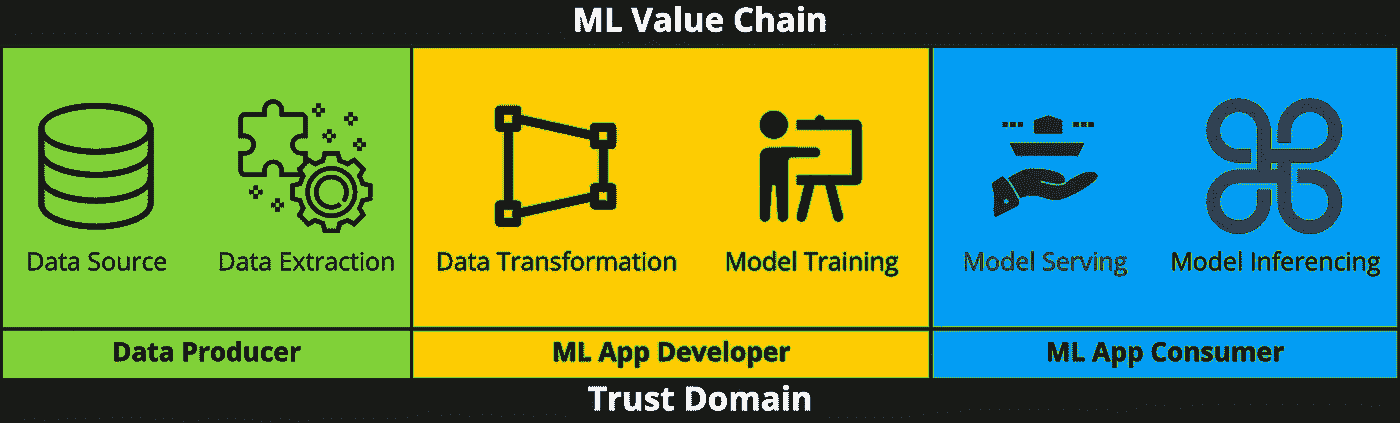 ML Value Chain
Data Source
Data Extraction
Data Transformation
Model Training
Model Serving
Model Inferencing
Data Producer
ML App Developer
ML App Consumer
Trust Domain